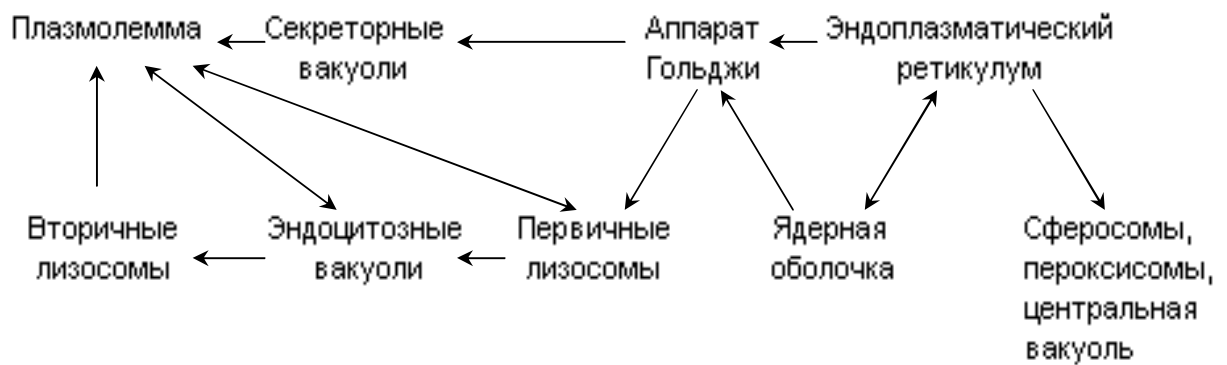 Плазмолемма
Секреторные
вакуоли
Аппарат
Гольджи
Эндоплазматический
ретикулум
Вторичные
лизосомы
Эндоцитозные
вакуоли
Первичные
лизосомы
Ядерная
оболочка
Сферосомы,
пероксисомы,
центральная
вакуоль